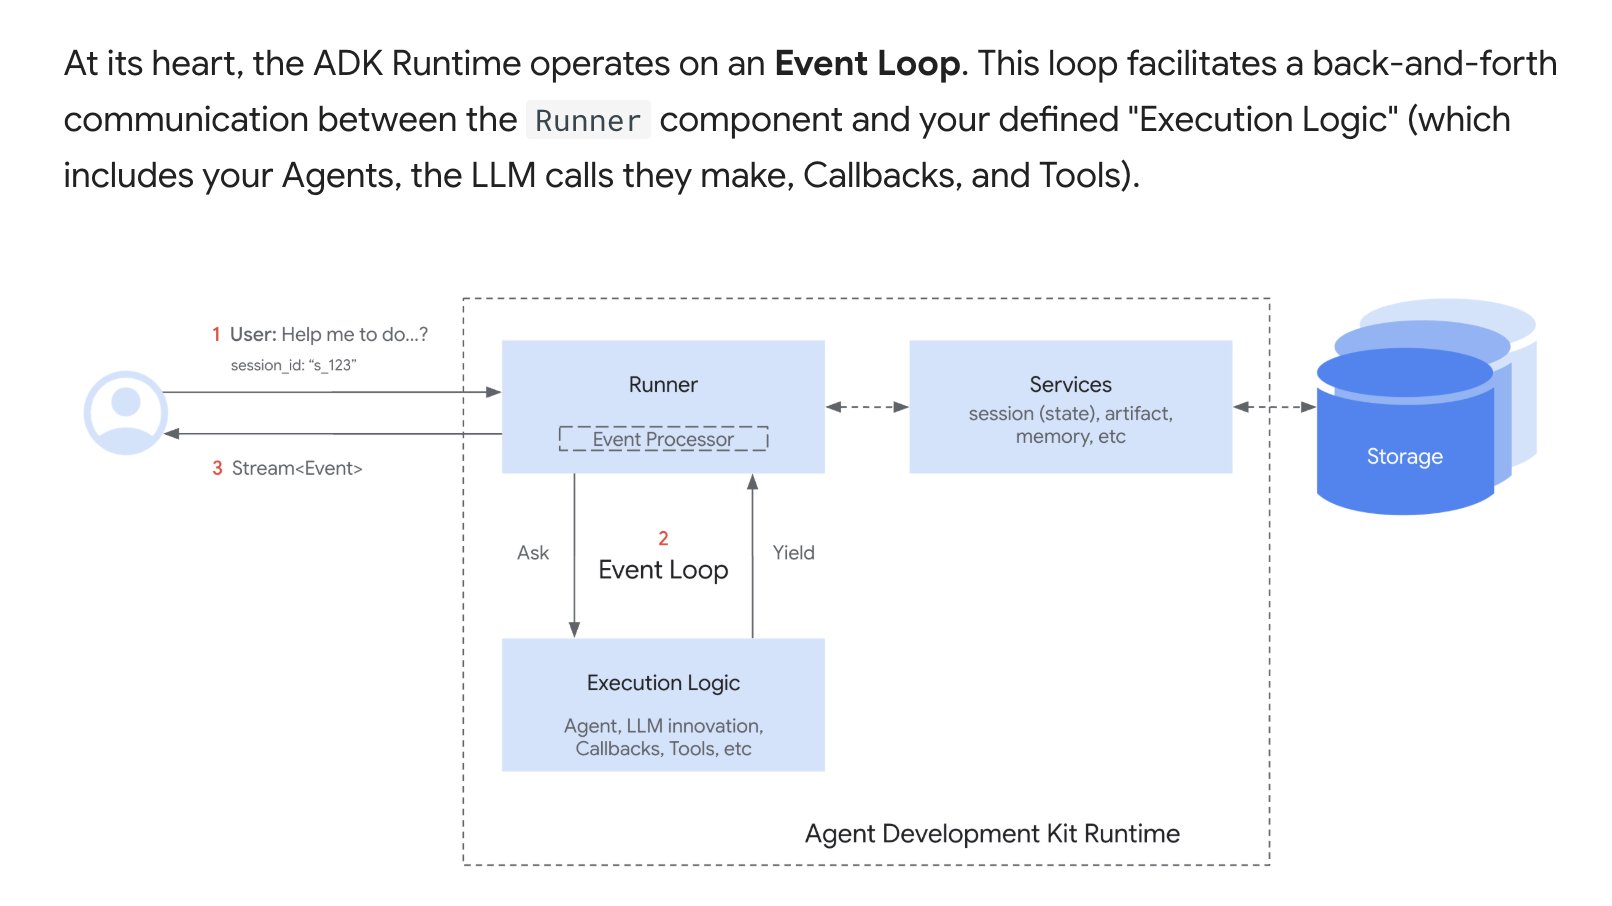 At its heart, the ADK Runtime operates on an Event Loop. This loop facilitates a back-and-forth
communication between the Runner component and your defined "Execution Logic" (which
includes your Agents, the LLM calls they make, Callbacks, and Tools).
1 User: Help me to do...?
session_id: “s_123”
3 Stream<Event>
Runner
Event Processor
Services
session (state), artifact,
memory, etc
Storage
Ask
2
Event Loop
Yield
Execution Logic
Agent, LLM innovation,
Callbacks, Tools, etc
Agent Development Kit Runtime